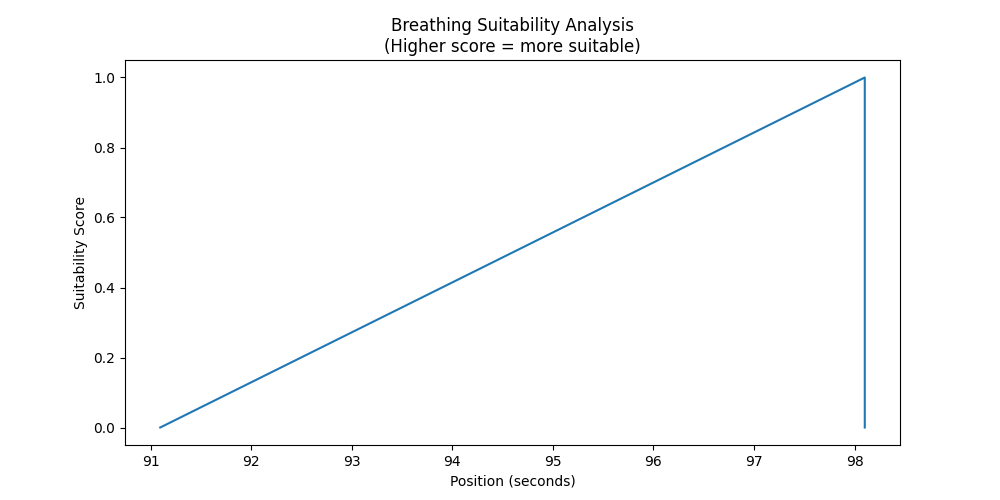 Breathing Suitability Analysis
(Higher score = more suitable)
Suitability Score
1.0
0.8
0.6
0.4
0.2
0.0
91 92 93 94 95 96 97 98
Position (seconds)